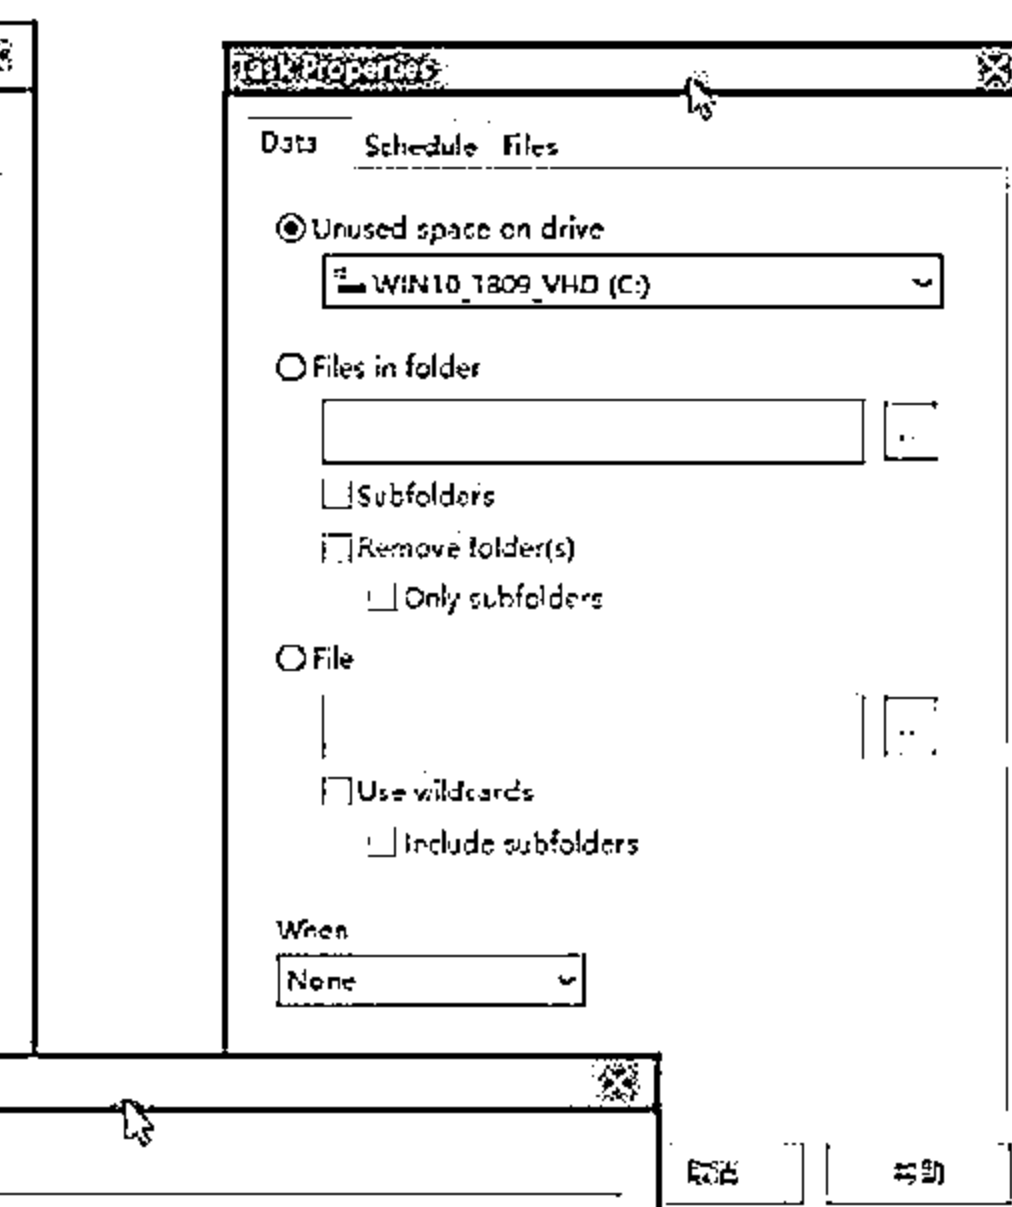 Task Properties
Data Schedule Files
Unused space on drive
WIN10_1809_VHD (C:)
Files in folder
..
Subfolders
Remove folder(s)
Only subfolders
File
..
Use wildcards
Include subfolders
When
None